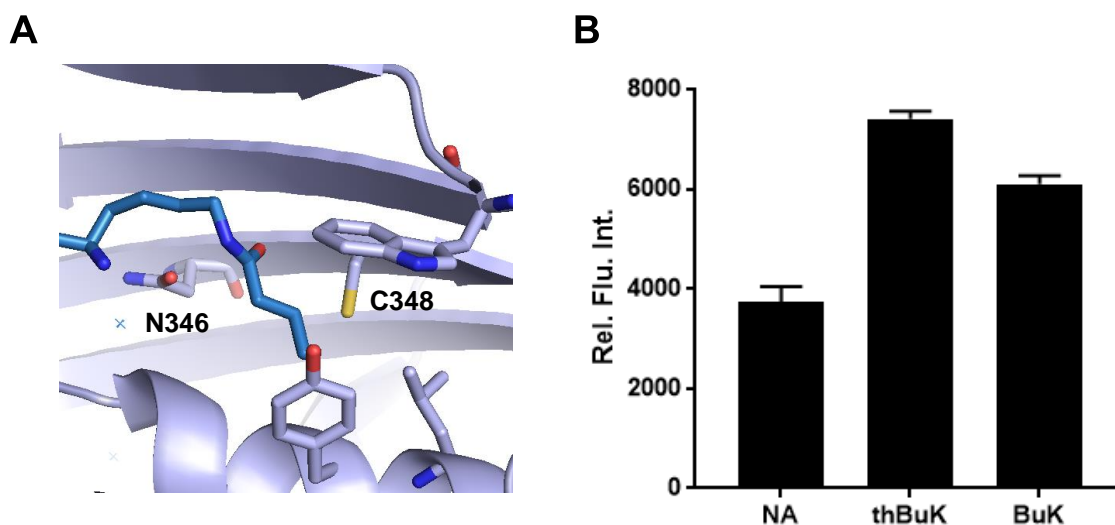 A
N346
C348
B
Rel. Flu. Int.
8000
6000
4000
2000
0
NA thBuK BuK